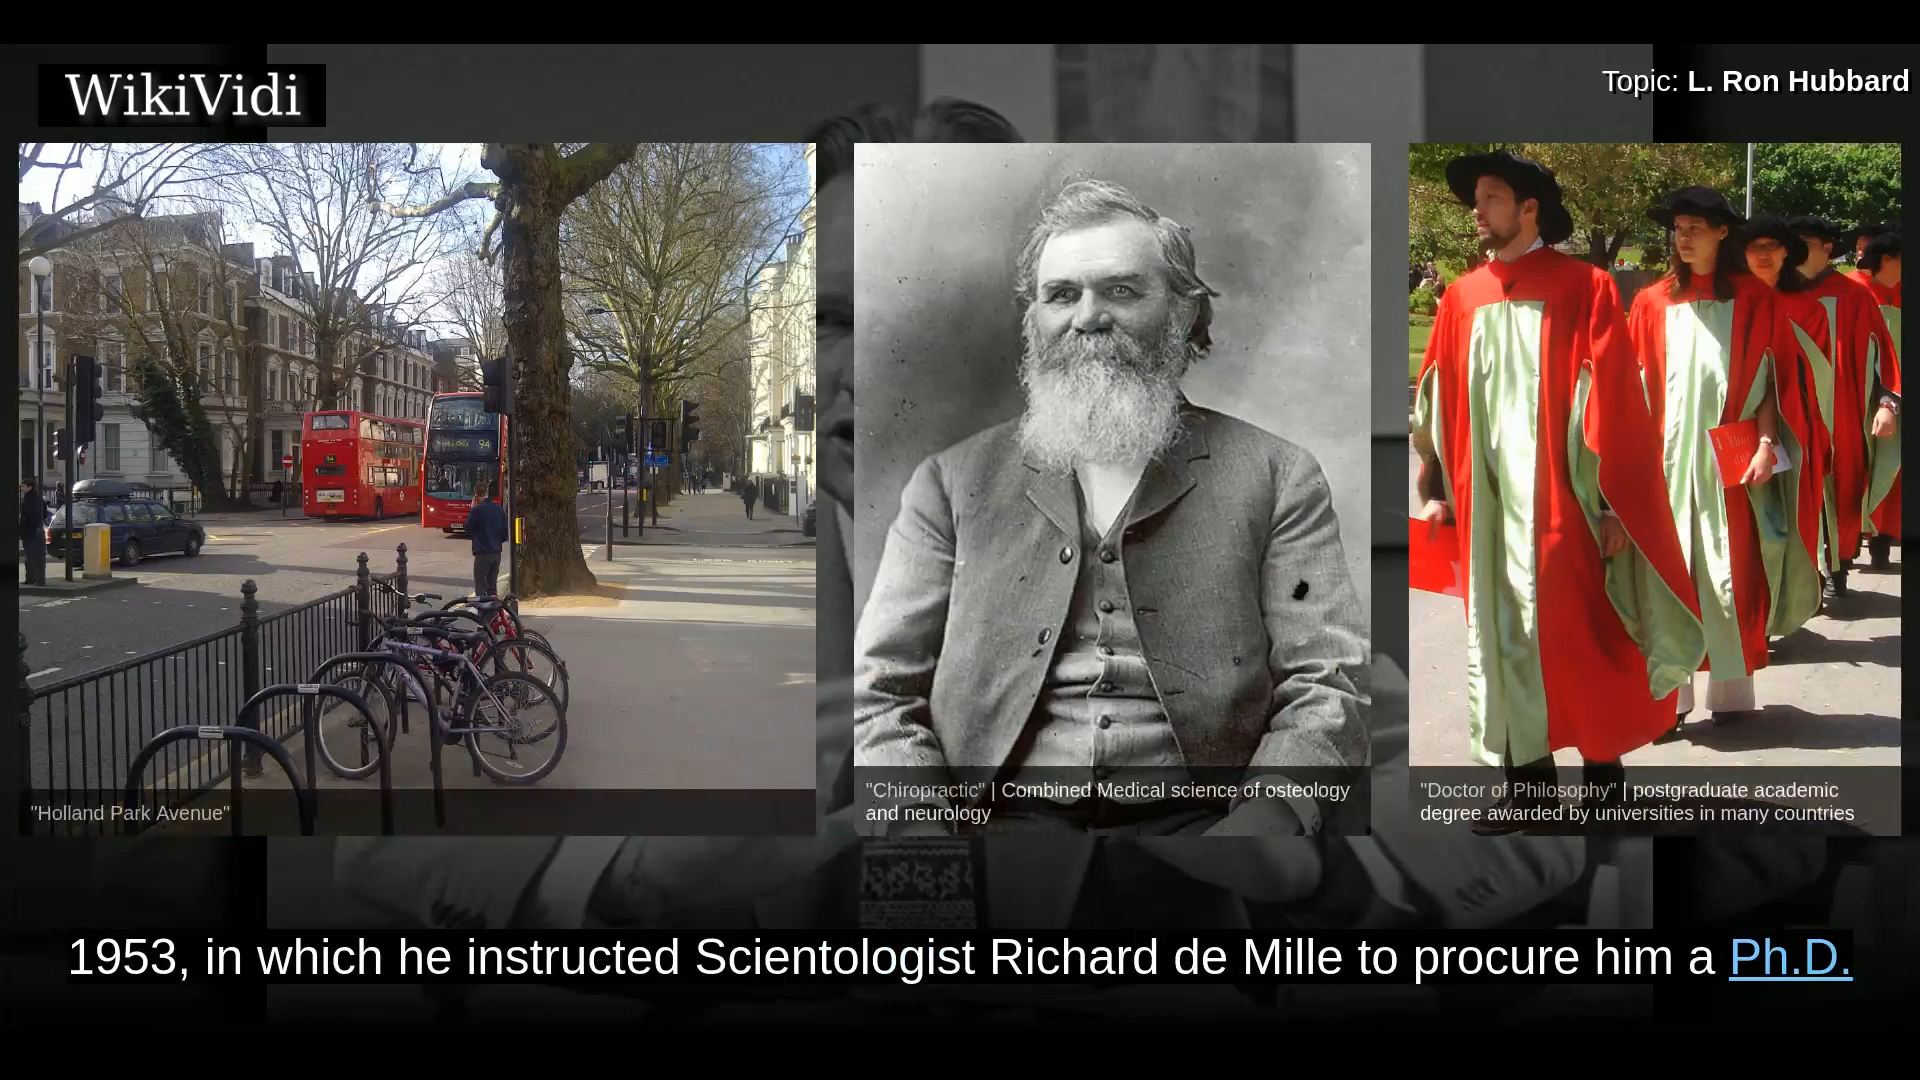 WikiVidi
Topic: L. Ron Hubbard
94
"Holland Park Avenue"
"Chiropractic" | Combined Medical science of osteology
and neurology
"Doctor of Philosophy" | postgraduate academic
degree awarded by universities in many countries
1953, in which he instructed Scientologist Richard de Mille to procure him a Ph.D.